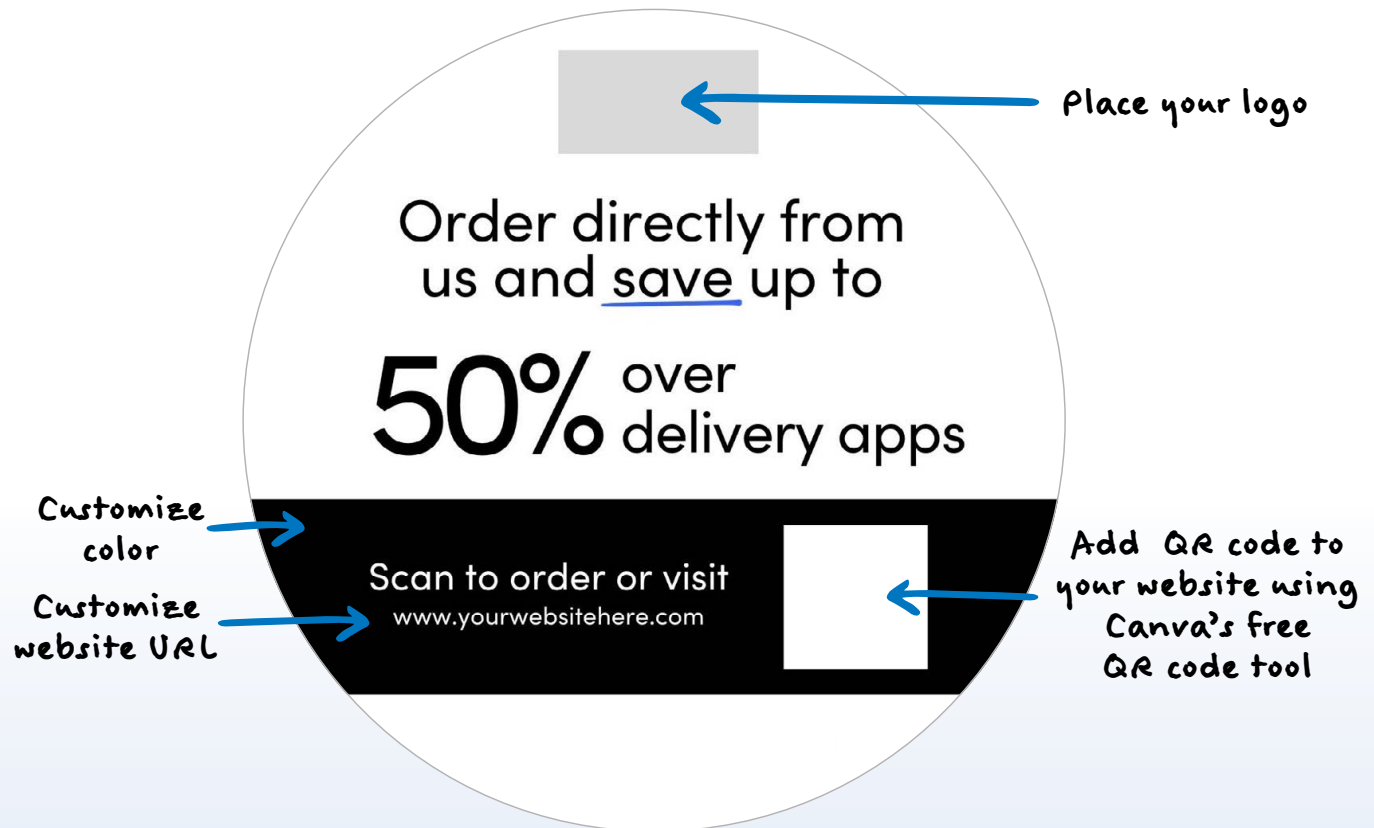 Place your logo
Order directly from
us and save up to
50% over
delivery apps
Customize
color
Scan to order or visit
www.yourwebsitehere.com
Customize
website URL
Add QR code to
your website using
Canva's free
QR code tool